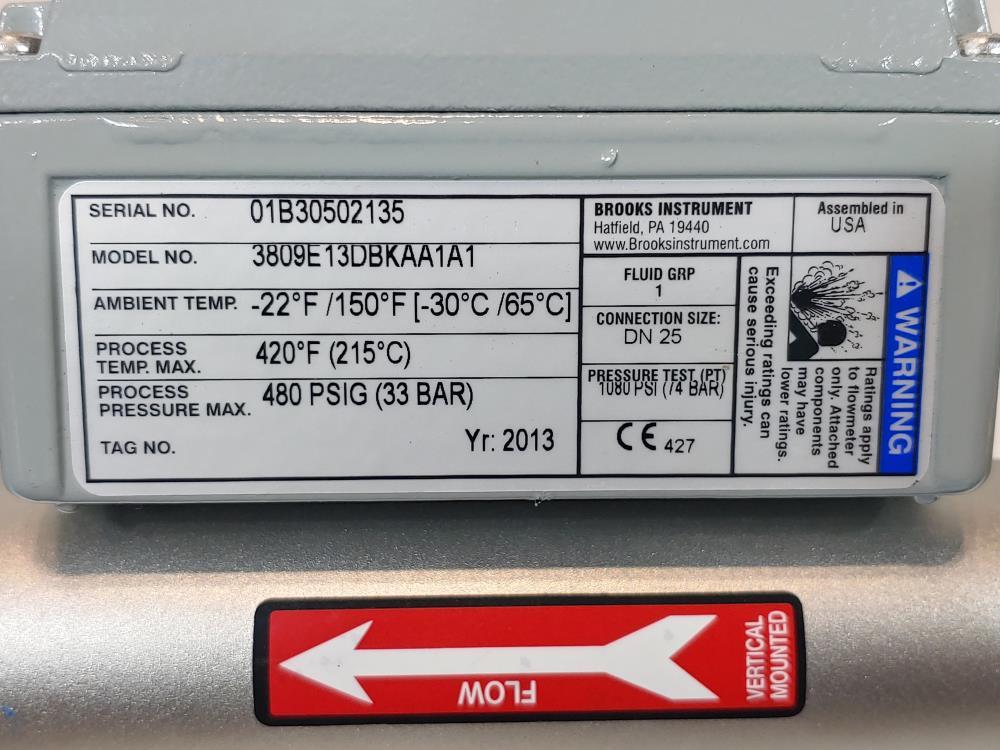 SERIAL NO. 01B30502135
MODEL NO. 3809E13DBKAA1A1
AMBIENT TEMP. -22°F /150°F [-30°C /65°C]
PROCESS
TEMP. MAX. 420°F (215°C)
PROCESS
PRESSURE MAX. 480 PSIG (33 BAR)
TAG NO. Yr: 2013
BROOKS INSTRUMENT
Hatfield, PA 19440
www.BrooksInstrument.com
Assembled in
USA
FLUID GRP
1
CONNECTION SIZE:
DN 25
PRESSURE TEST (PT)
1080 PSI (74 BAR)
CE 427
WARNING
Ratings apply
to flowmeter
only. Attached
components
may have
lower ratings.
Exceeding ratings can
cause serious injury.
FLOW
VERTICAL
MOUNTED